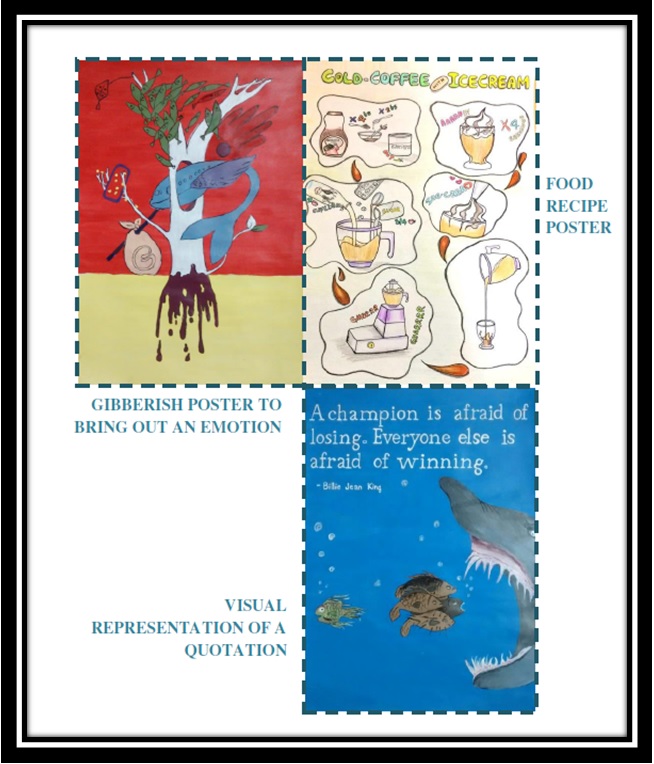 COLD-COFFEE ICECREAM
FOOD
RECIPE
POSTER
GIBBERISH POSTER TO
BRING OUT AN EMOTION
A champion is afraid of
losing. Everyone else is
afraid of winning.
- Billie Jean King
VISUAL
REPRESENTATION OF A
QUOTATION